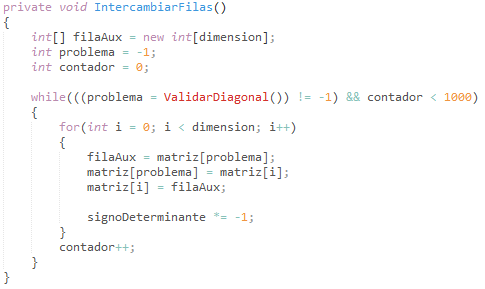 private void IntercambiarFilas()
{
    int[] filaAux = new int[dimension];
    int problema = -1;
    int contador = 0;

    while(((problema = ValidarDiagonal()) != -1) && contador < 1000)
    {
        for(int i = 0; i < dimension; i++)
        {
            filaAux = matriz[problema];
            matriz[problema] = matriz[i];
            matriz[i] = filaAux;

            signoDeterminante *= -1;
        }
        contador++;
    }
}